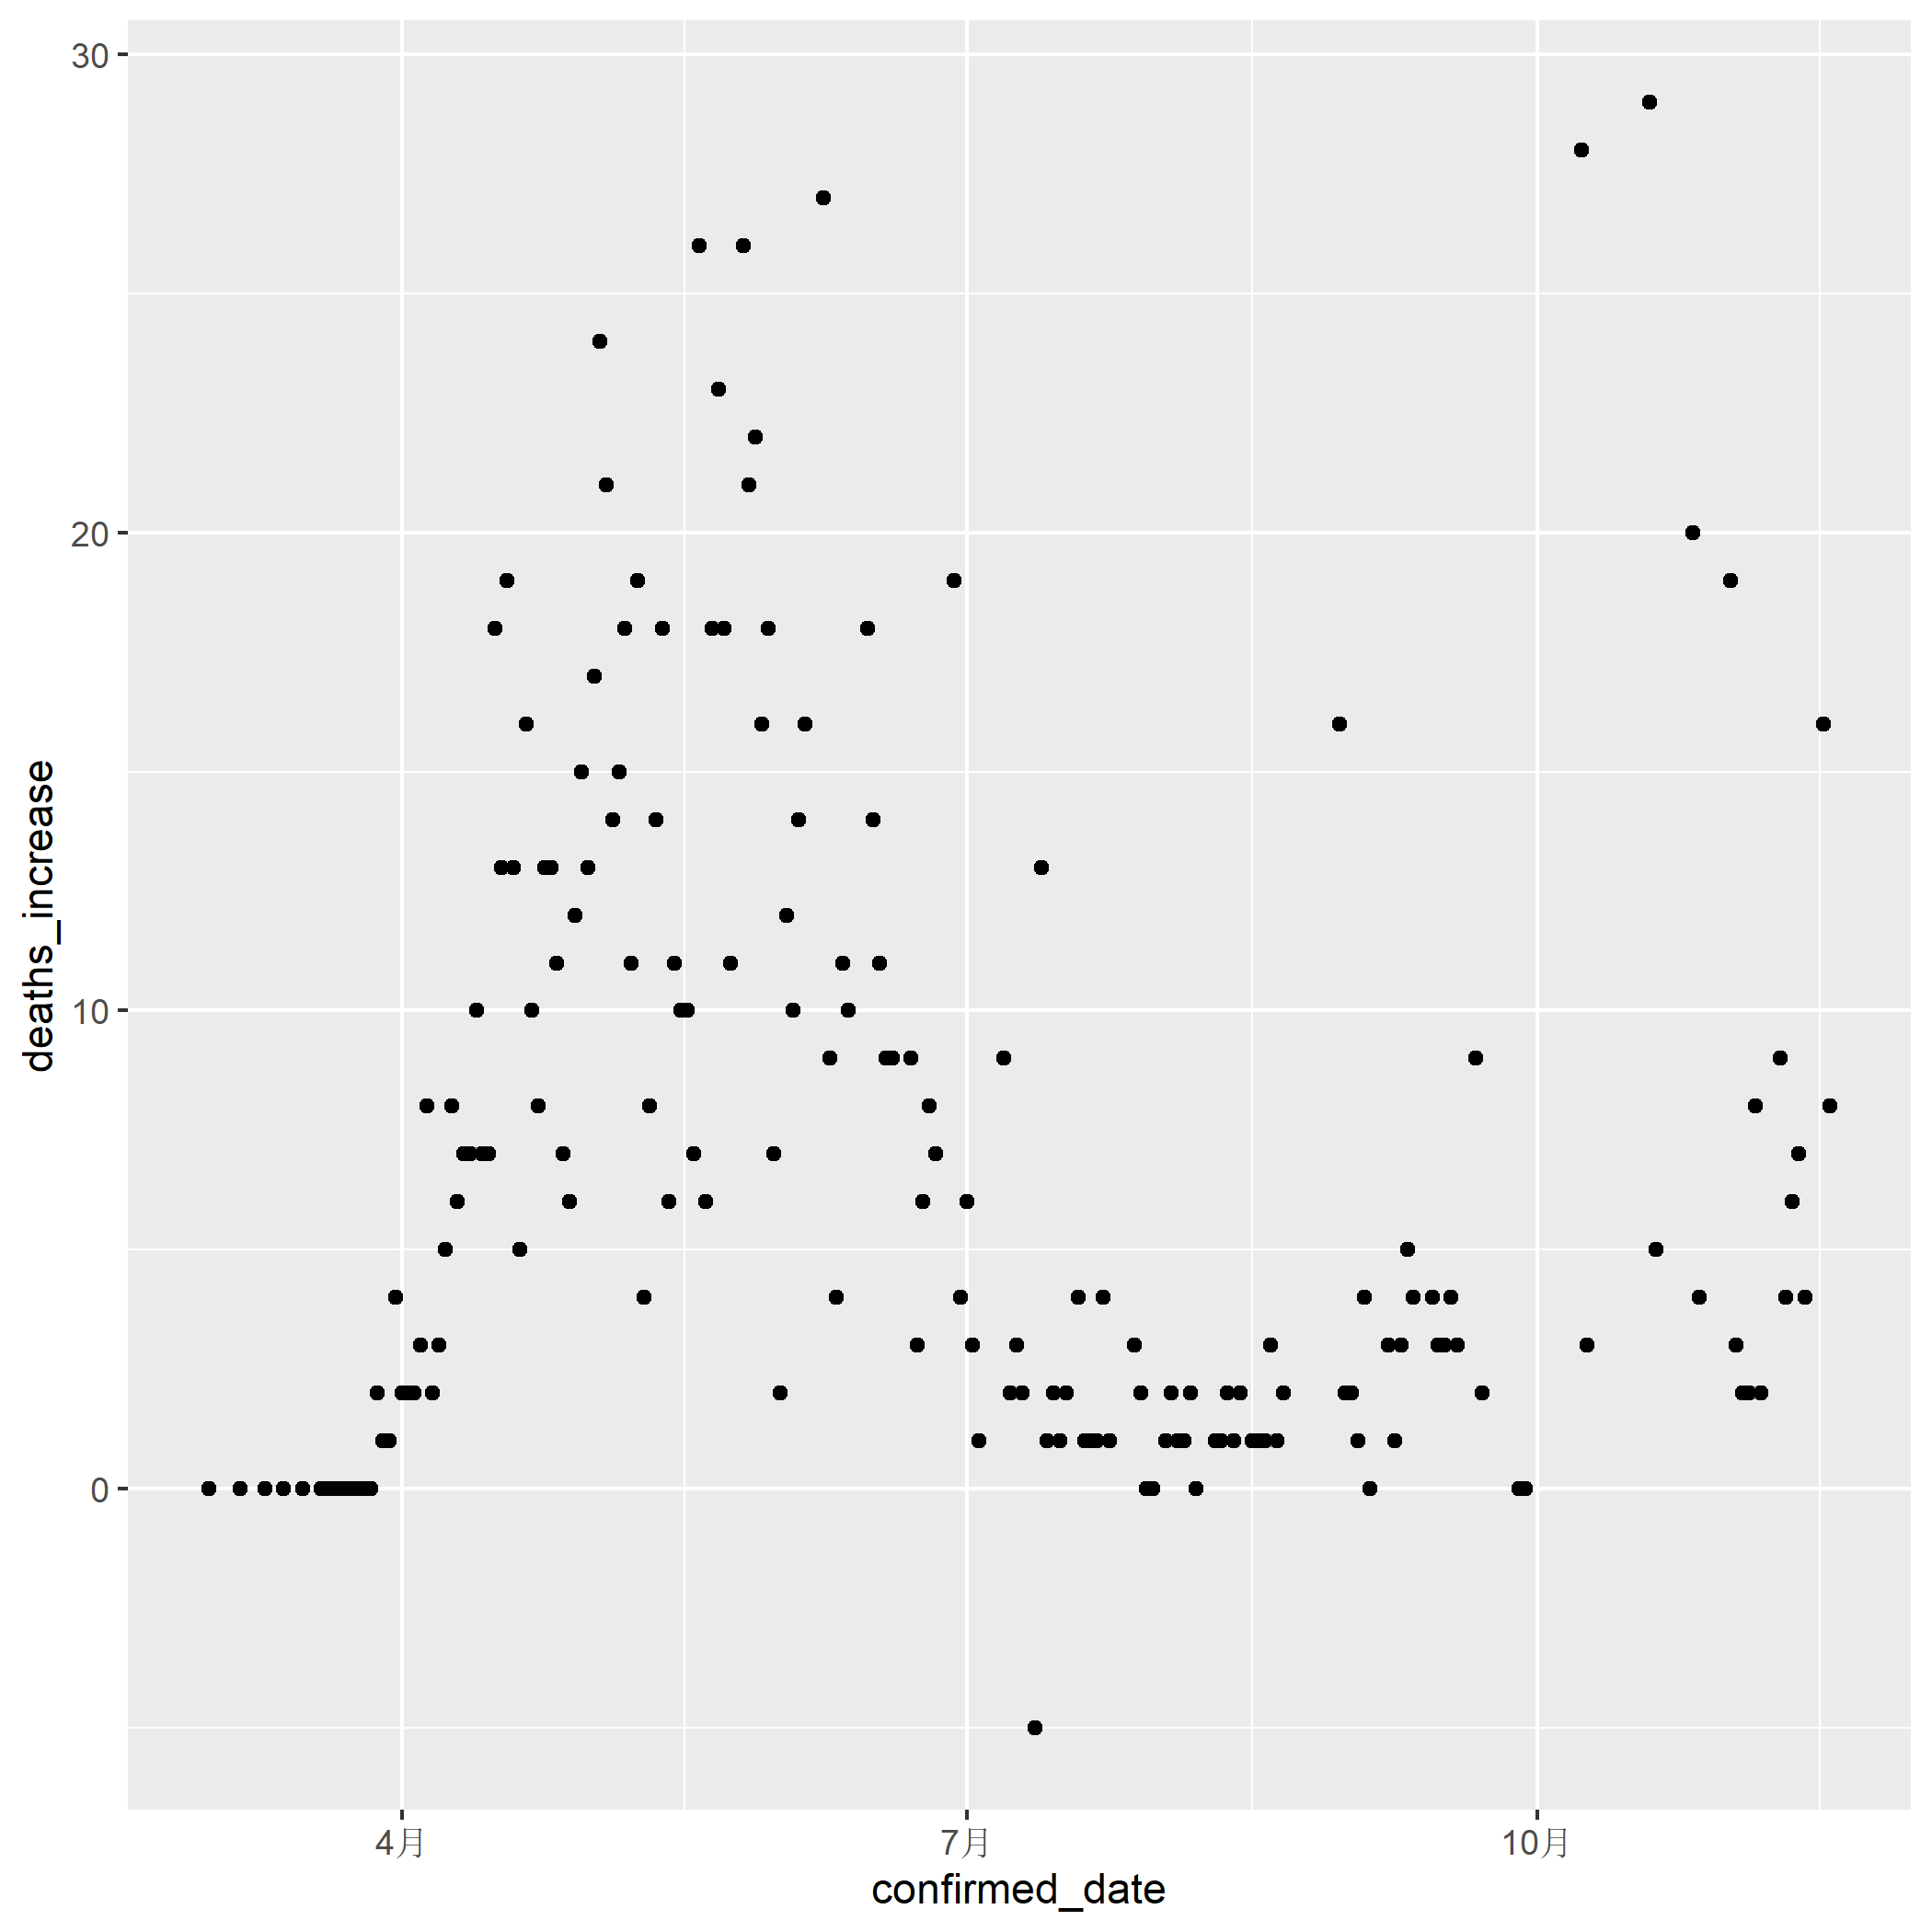 deaths_increase
30
20
10
0
4月
7月
10月
confirmed_date